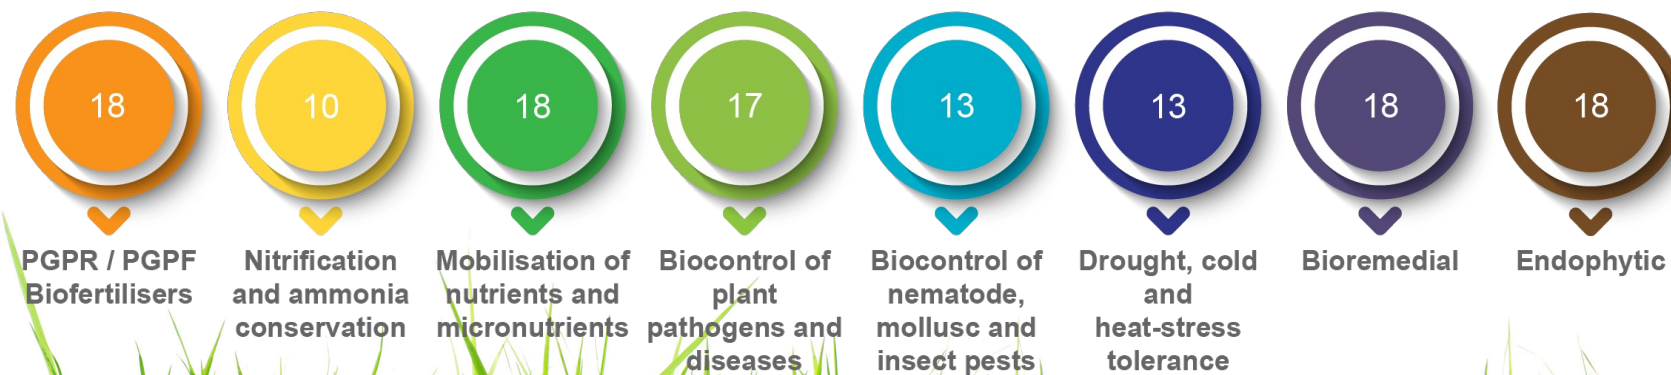 18
10
18
17
13
13
18
18
PGPR / PGPF
Biofertilisers
Nitrification
and ammonia
conservation
Mobilisation of
nutrients and
micronutrients
Biocontrol of
plant
pathogens and
diseases
Biocontrol of
nematode,
mollusc and
insect pests
Drought, cold
and
heat-stress
tolerance
Bioremedial
Endophytic